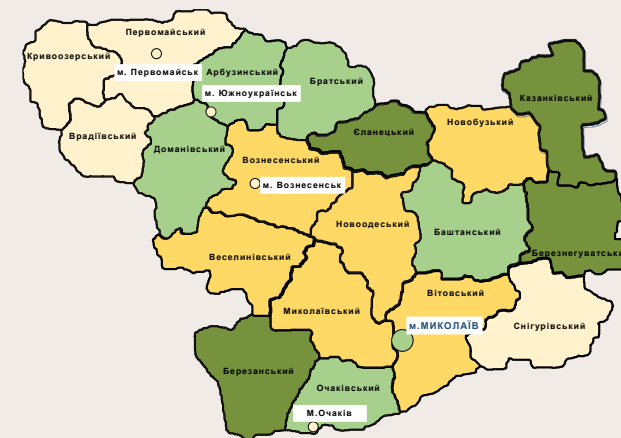 Первомайський
Кривоозерський
м. Первомайськ
Арбузинський
Братський
м. Южноукраїнськ
Казанківський
Врадіївський
Доманівський
Єланецький
Новобузький
Вознесенський
м. Вознесенськ
Новоодеський
Баштанський
Березнегуватськ
Веселинівський
Вітовський
Миколаївський
м.МИКОЛАЇВ
Снігурівський
Березанський
Очаківський
М.Очаків